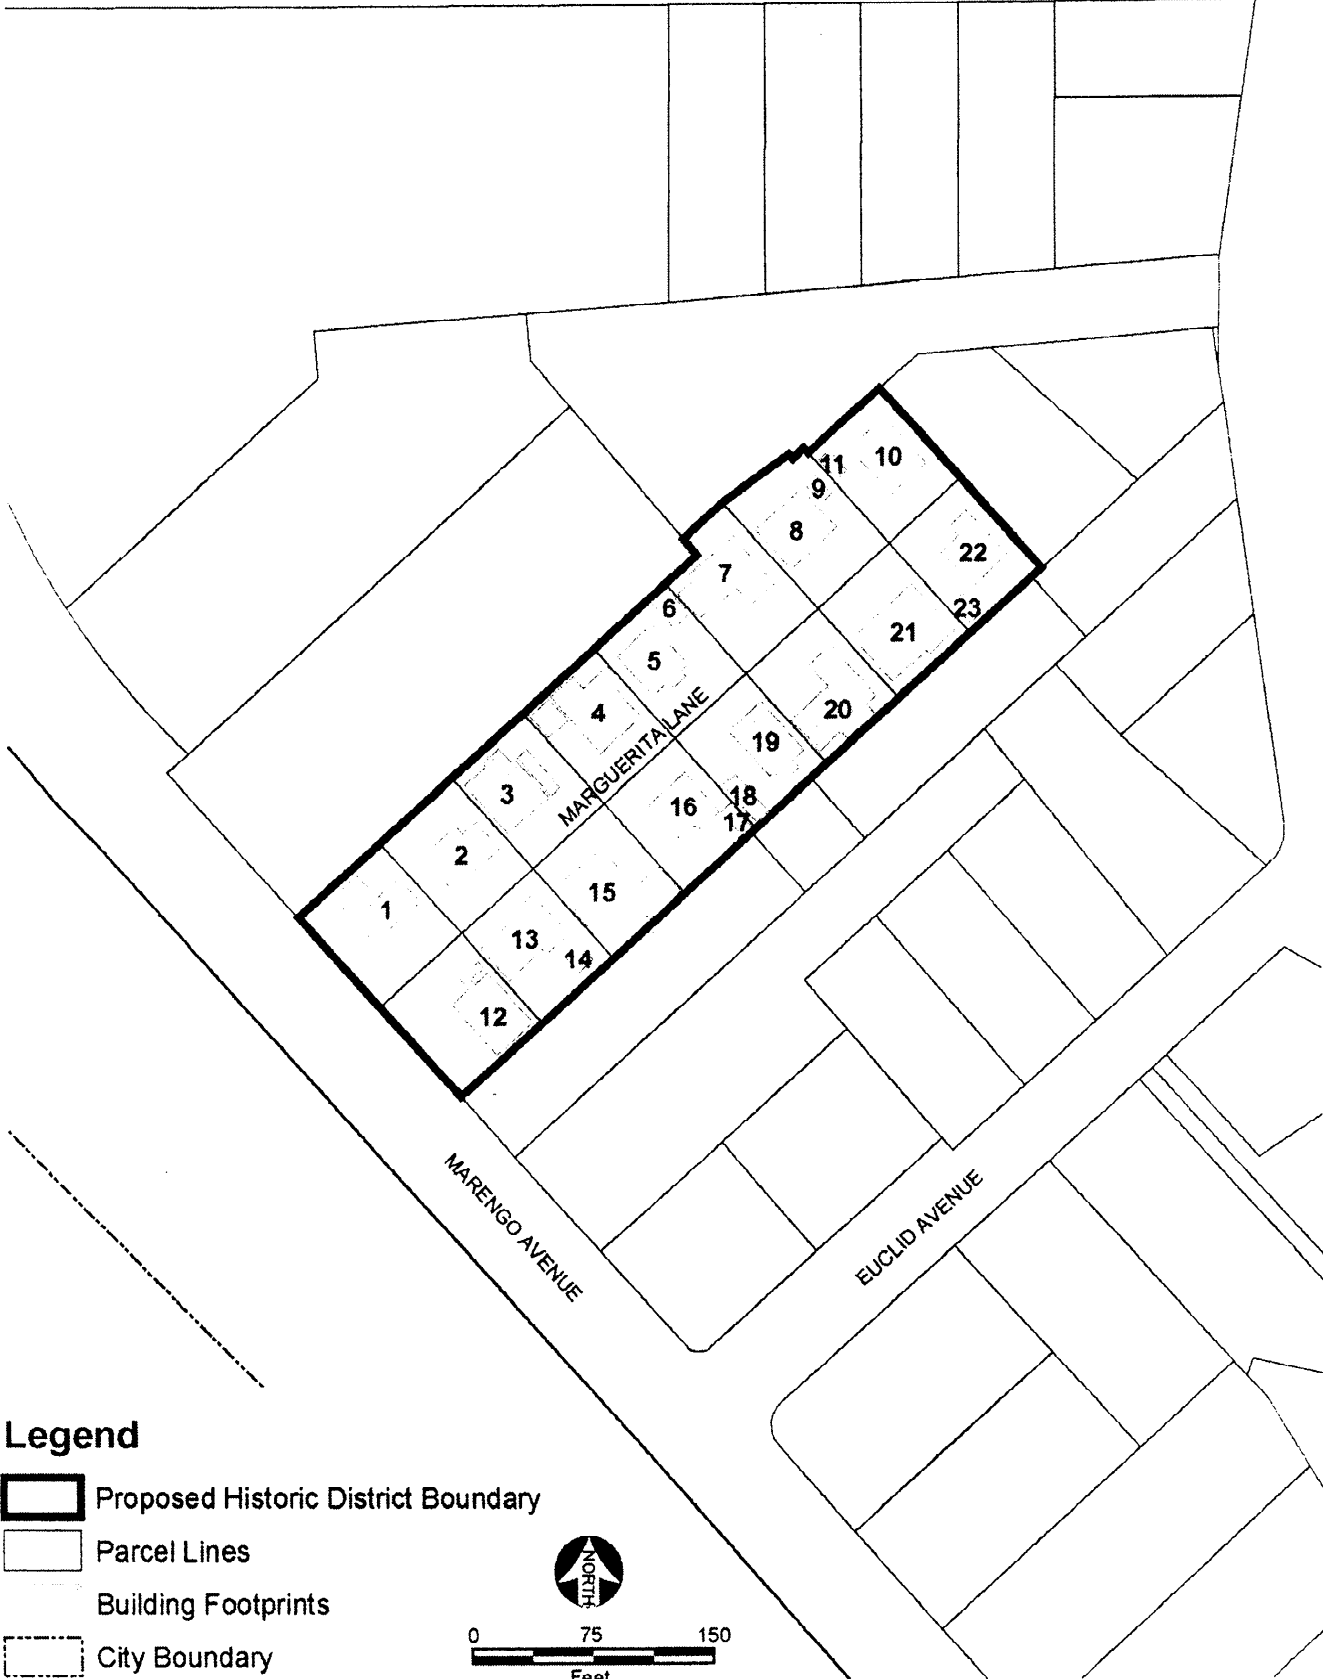 10
11
9
8
22
7
6
23
21
5
4
20
MARGUERITA LANE
19
3
18
16
17
2
15
1
13
14
12
MARENGO AVENUE
EUCLID AVENUE
Legend
Proposed Historic District Boundary
Parcel Lines
Building Footprints
City Boundary
NORTH
0 75 150
Feet